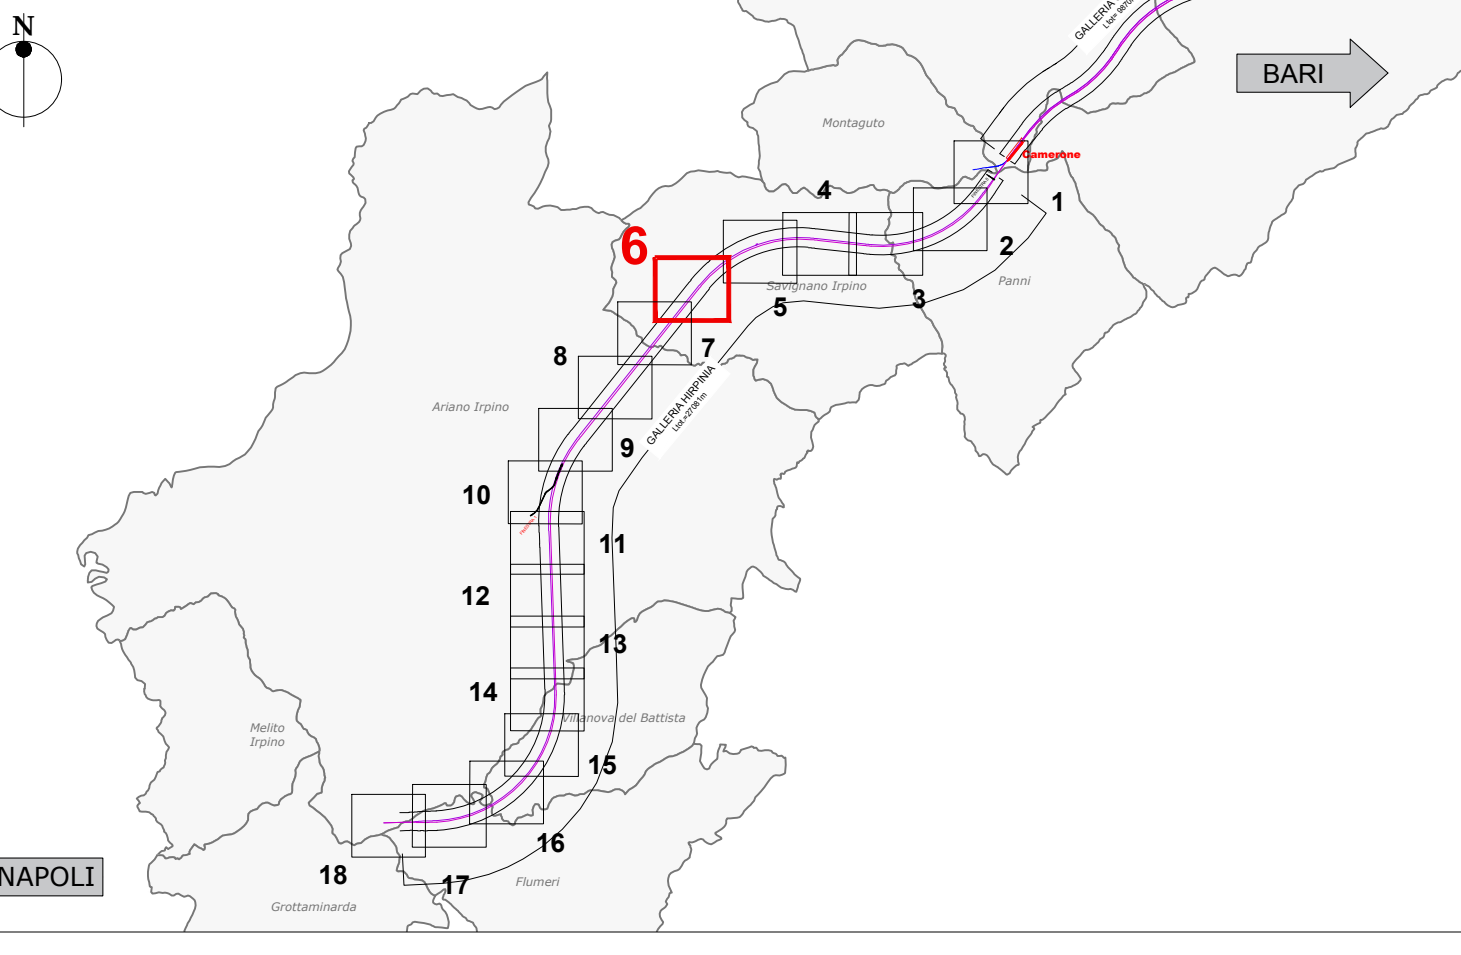 N
GALLERIA
BARI
Montaguto
Camerone
4
1
6
2
Savignano Irpino
Panni
3
5
7
8
GALLERIA HIRPINIA
Ariano Irpino
9
10
11
12
13
14
Villanova del Battista
Melito
Irpino
15
16
NAPOLI
18
17
Flumeri
Grottaminarda